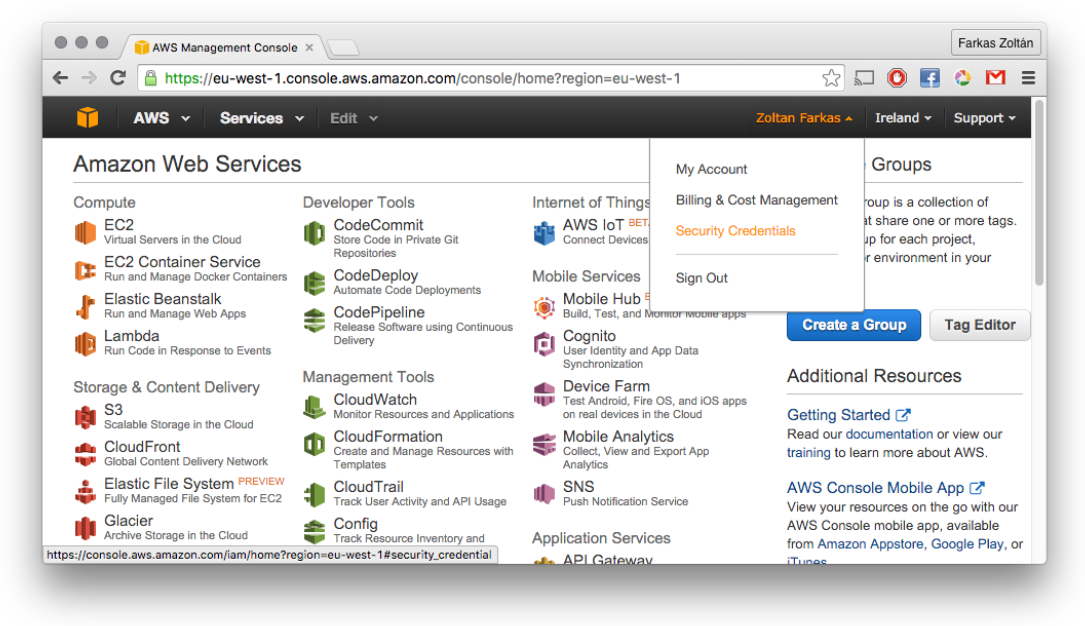 AWS Management Console
Farkas Zoltán
https://eu-west-1.console.aws.amazon.com/console/home?region=eu-west-1
AWS
Services
Edit
Zoltan Farkas
Ireland
Support
My Account
Billing & Cost Management
Security Credentials
Sign Out
Amazon Web Services
Compute
EC2
Virtual Servers in the Cloud
EC2 Container Service
Run and Manage Docker Containers
Elastic Beanstalk
Run and Manage Web Apps
Lambda
Run Code in Response to Events
Storage & Content Delivery
S3
Scalable Storage in the Cloud
CloudFront
Global Content Delivery Network
Elastic File System PREVIEW
Fully Managed File System for EC2
Glacier
Archive Storage in the Cloud
Developer Tools
CodeCommit
Store Code in Private Git
Repositories
CodeDeploy
Automate Code Deployments
CodePipeline
Release Software using Continuous
Delivery
Management Tools
CloudWatch
Monitor Resources and Applications
CloudFormation
Create and Manage Resources with
Templates
CloudTrail
Track User Activity and API Usage
Config
Track Resource Inventory and
Internet of Things
AWS IoT
Connect Devices
Mobile Services
Mobile Hub
Build, Test, and Monitor Mobile apps
Cognito
User Identity and App Data
Synchronization
Device Farm
Test Android, Fire OS, and iOS apps
on real devices in the Cloud
Mobile Analytics
Collect, View and Export App
Analytics
SNS
Push Notification Service
Application Services
API Gateway
Groups
is a collection of
share one or more tags.
for each project,
environment in your
Create a Group
Tag Editor
Additional Resources
Getting Started
Read our documentation or view our
training to learn more about AWS.
AWS Console Mobile App
View your resources on the go with our
AWS Console mobile app, available
from Amazon Appstore, Google Play, or
iTunes
https://console.aws.amazon.com/iam/home?region=eu-west-1#security_credential